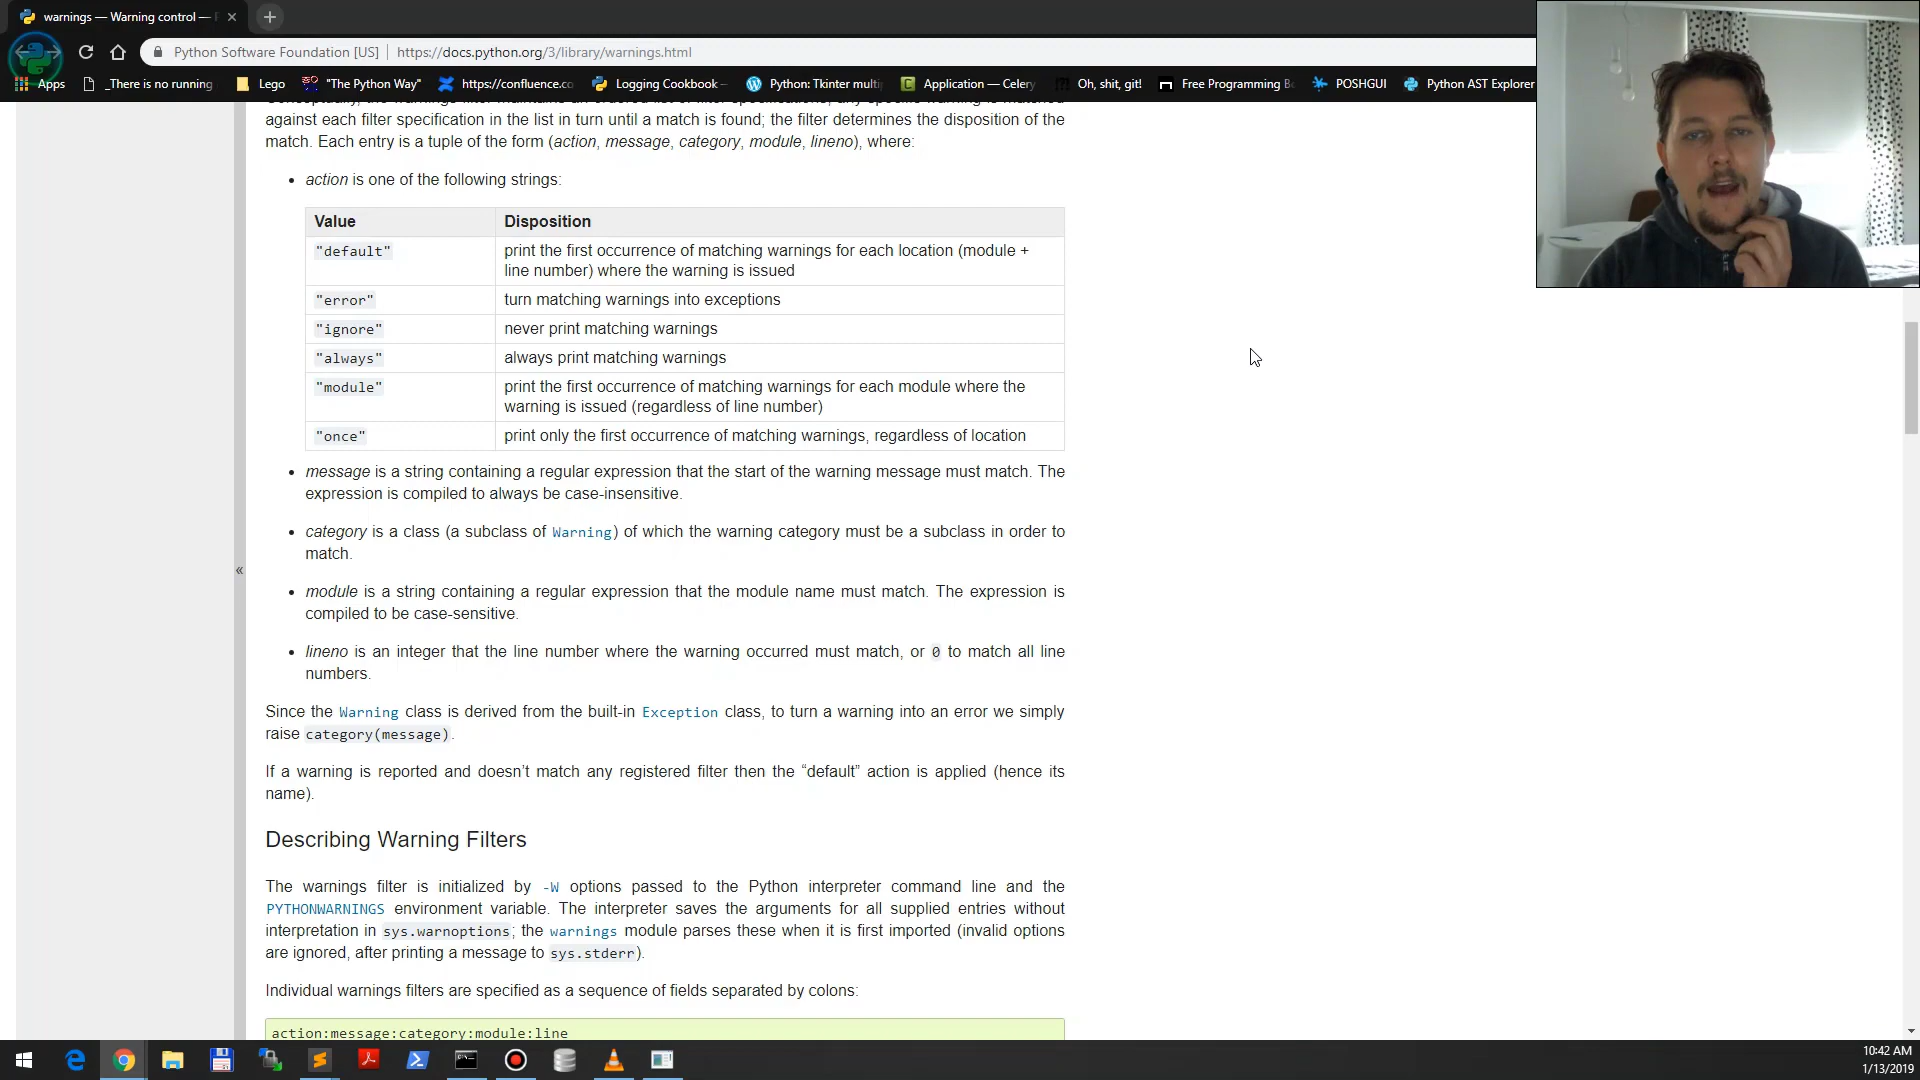 warnings — Warning control —
Python Software Foundation [US] https://docs.python.org/3/library/warnings.html
Apps _There is no running Lego "The Python Way" https://confluence.co Logging Cookbook Python: Tkinter multi Application — Celery Oh, shit, git! Free Programming POSHGUI Python AST Explorer
Conceptually, the warnings filter maintains an ordered list of filter specifications; any specific warning is matched
against each filter specification in the list in turn until a match is found; the filter determines the disposition of the
match. Each entry is a tuple of the form (action, message, category, module, lineno), where:
• action is one of the following strings:
Value Disposition
"default" print the first occurrence of matching warnings for each location (module +
line number) where the warning is issued
"error" turn matching warnings into exceptions
"ignore" never print matching warnings
"always" always print matching warnings
"module" print the first occurrence of matching warnings for each module where the
warning is issued (regardless of line number)
"once" print only the first occurrence of matching warnings, regardless of location
• message is a string containing a regular expression that the start of the warning message must match. The
expression is compiled to always be case-insensitive.
• category is a class (a subclass of Warning) of which the warning category must be a subclass in order to
match.
«
• module is a string containing a regular expression that the module name must match. The expression is
compiled to be case-sensitive.
• lineno is an integer that the line number where the warning occurred must match, or 0 to match all line
numbers.
Since the Warning class is derived from the built-in Exception class, to turn a warning into an error we simply
raise category(message).
If a warning is reported and doesn’t match any registered filter then the “default” action is applied (hence its
name).
Describing Warning Filters
The warnings filter is initialized by -W options passed to the Python interpreter command line and the
PYTHONWARNINGS environment variable. The interpreter saves the arguments for all supplied entries without
interpretation in sys.warnoptions; the warnings module parses these when it is first imported (invalid options
are ignored, after printing a message to sys.stderr).
Individual warnings filters are specified as a sequence of fields separated by colons:
action:message:category:module:line
10:42 AM
1/13/2019